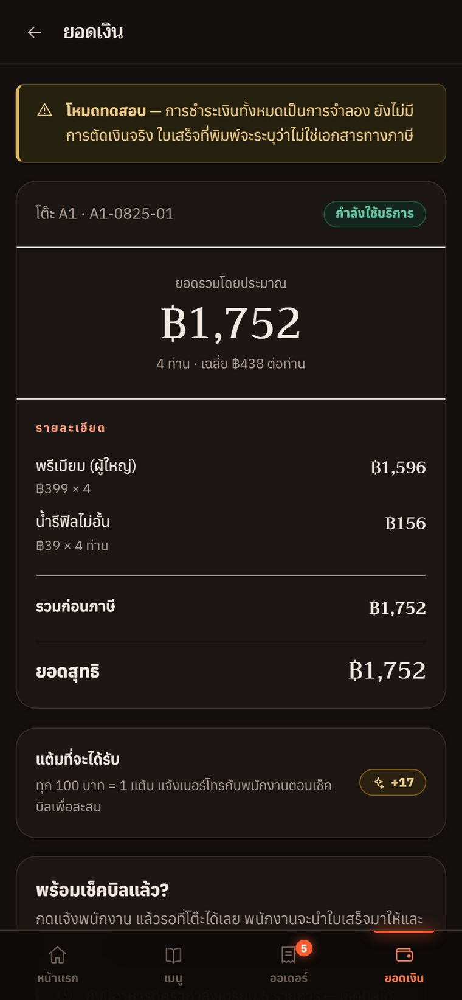 ยอดเงิน
โหมดทดสอบ — การชำระเงินทั้งหมดเป็นการจำลอง ยังไม่มี
การตัดเงินจริง ใบเสร็จที่พิมพ์จะระบุว่าไม่ใช่เอกสารทางภาษี
โต๊ะ A1 · A1-0825-01
กำลังใช้บริการ
ยอดรวมโดยประมาณ
฿1,752
4 ท่าน · เฉลี่ย ฿438 ต่อท่าน
รายละเอียด
พรีเมียม (ผู้ใหญ่) ฿1,596
฿399 × 4
น้ำรีฟิลไม่อั้น ฿156
฿39 × 4 ท่าน
รวมก่อนภาษี ฿1,752
ยอดสุทธิ ฿1,752
แต้มที่จะได้รับ
ทุก 100 บาท = 1 แต้ม แจ้งเบอร์โทรกับพนักงานตอนเช็ค
บิลเพื่อสะสม
+17
พร้อมเช็คบิลแล้ว?
กดแจ้งพนักงาน แล้วรอที่โต๊ะได้เลย พนักงานจะนำใบเสร็จมาให้และ
5
หน้าแรก เมนู ออเดอร์ ยอดเงิน